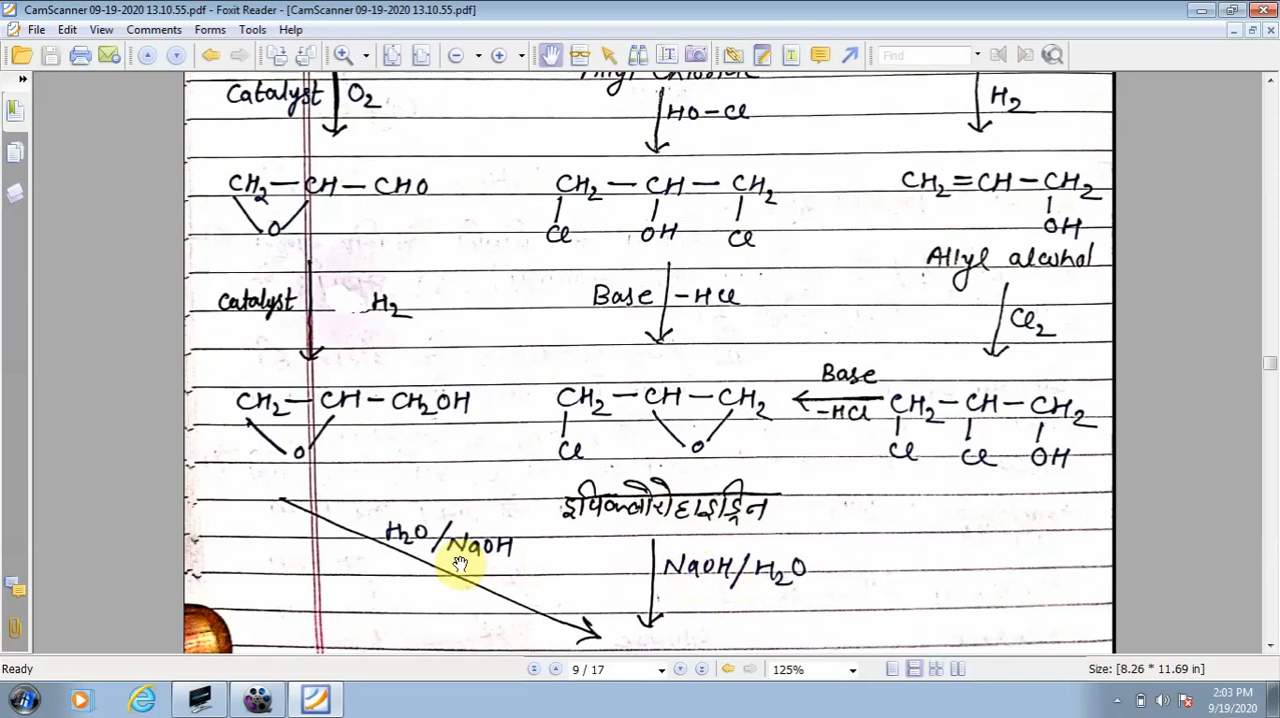 CamScanner 09-19-2020 13.10.55.pdf - Foxit Reader - [CamScanner 09-19-2020 13.10.55.pdf]
File Edit View Comments Forms Tools Help
Find
Catalyst O2
HO-Cl
H2
CH2-CH-CHO
O
CH2-CH-CH2
Cl OH Cl
CH2=CH-CH2
OH
Allyl alcohol
Catalyst H2
Base -HCl
Cl2
CH2-CH-CH2OH
O
CH2-CH-CH2
Cl O
Base
-HCl
CH2-CH-CH2
Cl Cl OH
इपिक्लोरोहाइड्रिन
H2O/NaOH
NaOH/H2O
Ready
9 / 17
125%
Size: [8.26 * 11.69 in]
2:03 PM
9/19/2020